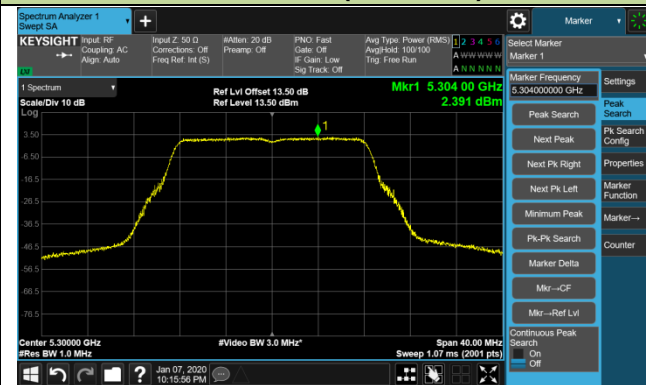 Spectrum Analyzer 1
Swept SA
Marker
KEYSIGHT
Input: RF
Coupling: AC
Align: Auto
Input Z: 50 Ω
Corrections: Off
Freq Ref: Int (S)
#Atten: 20 dB
Preamp: Off
PNO: Fast
Gate: Off
IF Gain: Low
Sig Track: Off
Avg Type: Power (RMS)
Avg|Hold: 100/100
Trig: Free Run
1 2 3 4 5 6
A W W W W W
A N N N N N
LXI
Select Marker
Marker 1
1 Spectrum
Scale/Div 10 dB
Log
Ref Lvl Offset 13.50 dB
Ref Level 13.50 dBm
Mkr1 5.304 00 GHz
2.391 dBm
1
3.50
-6.50
-16.5
-26.5
-36.5
-46.5
-56.5
-66.5
-76.5
Center 5.30000 GHz
#Res BW 1.0 MHz
#Video BW 3.0 MHz*
Span 40.00 MHz
Sweep 1.07 ms (2001 pts)
Marker Frequency
5.304000000 GHz
Peak Search
Next Peak
Next Pk Right
Next Pk Left
Minimum Peak
Pk-Pk Search
Marker Delta
Mkr→CF
Mkr→Ref Lvl
Continuous Peak
Search
On
Off
Settings
Peak
Search
Pk Search
Config
Properties
Marker
Function
Marker→
Counter
Jan 07, 2020
10:15:56 PM